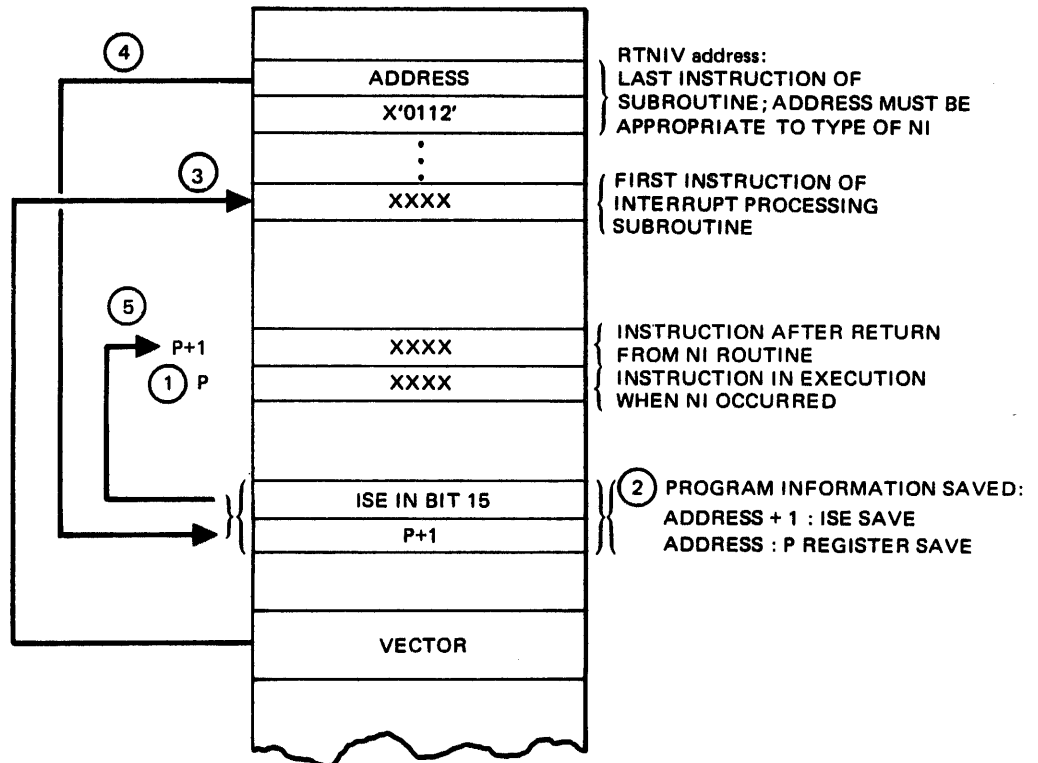 4
ADDRESS
X'0112'
RTNIV address:
LAST INSTRUCTION OF
SUBROUTINE; ADDRESS MUST BE
APPROPRIATE TO TYPE OF NI
3
XXXX
FIRST INSTRUCTION OF
INTERRUPT PROCESSING
SUBROUTINE
5
P+1
XXXX
INSTRUCTION AFTER RETURN
FROM NI ROUTINE
1 P
XXXX
INSTRUCTION IN EXECUTION
WHEN NI OCCURRED
ISE IN BIT 15
P+1
2 PROGRAM INFORMATION SAVED:
ADDRESS + 1 : ISE SAVE
ADDRESS : P REGISTER SAVE
VECTOR